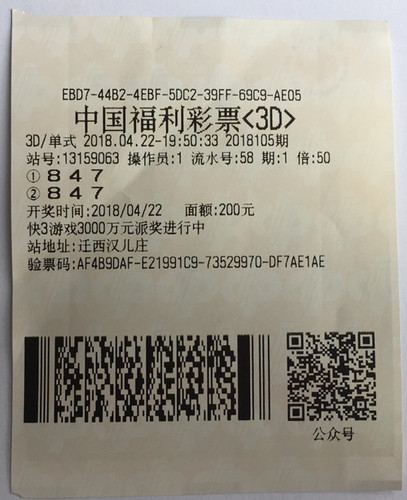 EBD7-44B2-4EBF-5DC2-39FF-69C9-AE05
中国福利彩票<3D>
3D/单式 2018.04.22-19:50:33 2018105期
站号:13159063 操作员:1 流水号:58 期:1 倍:50
①847
②847
开奖时间:2018/04/22 面额:200元
快3游戏3000万元派奖进行中
站地址:迁西汉儿庄
验票码:AF4B9DAF-E21991C9-73529970-DF7AE1AE
公众号